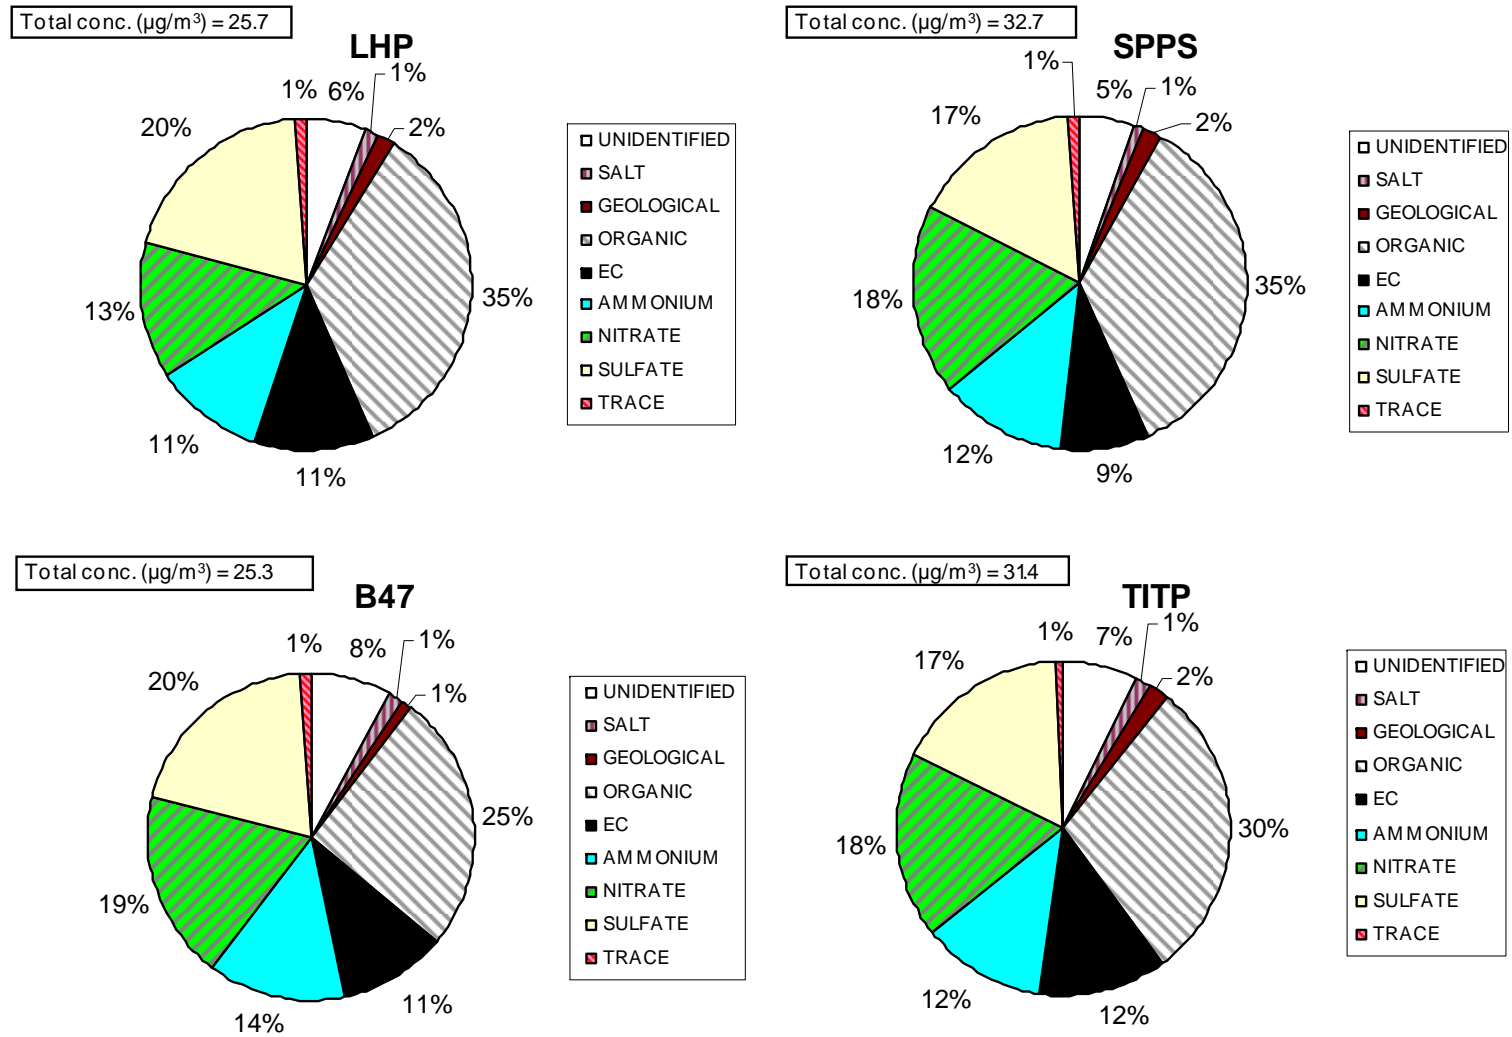 Total conc. (µg/m³) = 25.7
LHP
1%
6%
1%
2%
20%
35%
13%
11%
11%
UNIDENTIFIED
SALT
GEOLOGICAL
ORGANIC
EC
AMMONIUM
NITRATE
SULFATE
TRACE
Total conc. (µg/m³) = 32.7
SPPS
1%
5%
1%
2%
17%
35%
18%
12%
9%
UNIDENTIFIED
SALT
GEOLOGICAL
ORGANIC
EC
AMMONIUM
NITRATE
SULFATE
TRACE
Total conc. (µg/m³) = 25.3
B47
1%
8%
1%
1%
20%
25%
19%
14%
11%
UNIDENTIFIED
SALT
GEOLOGICAL
ORGANIC
EC
AMMONIUM
NITRATE
SULFATE
TRACE
Total conc. (µg/m³) = 31.4
TITP
1%
7%
1%
2%
17%
30%
18%
12%
12%
UNIDENTIFIED
SALT
GEOLOGICAL
ORGANIC
EC
AMMONIUM
NITRATE
SULFATE
TRACE